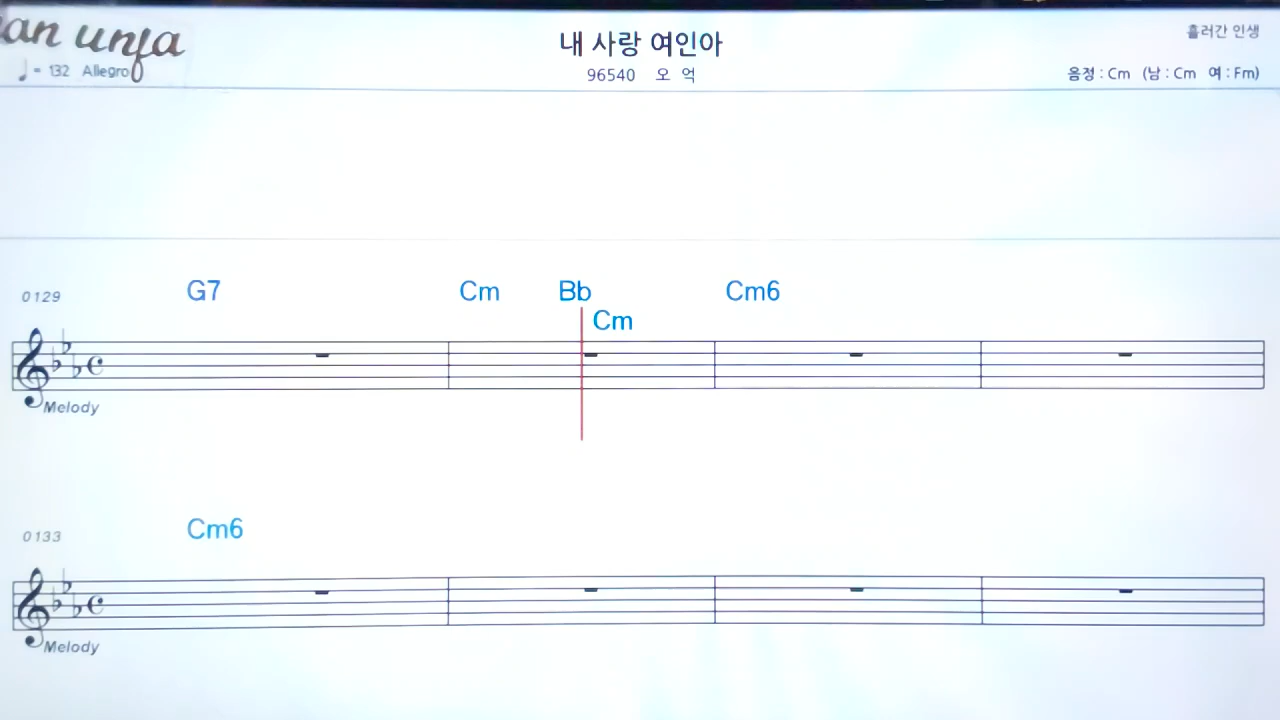 an unfa
흘러간 인생
내 사랑 여인아
♩= 132 Allegro
96540 오 억
음정 : Cm (남 : Cm 여 : Fm)
0129 G7 Cm Bb Cm6
Cm
Melody
0133 Cm6
Melody